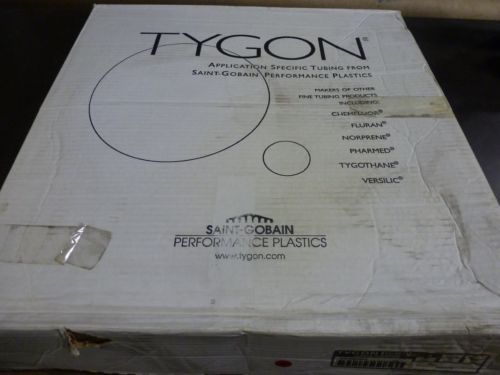 TYGON®
APPLICATION SPECIFIC TUBING FROM
SAINT-GOBAIN PERFORMANCE PLASTICS
MAKERS OF OTHER
FINE TUBING PRODUCTS
INCLUDING:
CHEMFLUOR®
FLURAN®
NORPRENE®
PHARMED®
TYGOTHANE®
VERSILIC®
SAINT-GOBAIN
PERFORMANCE PLASTICS
www.tygon.com
TYGON